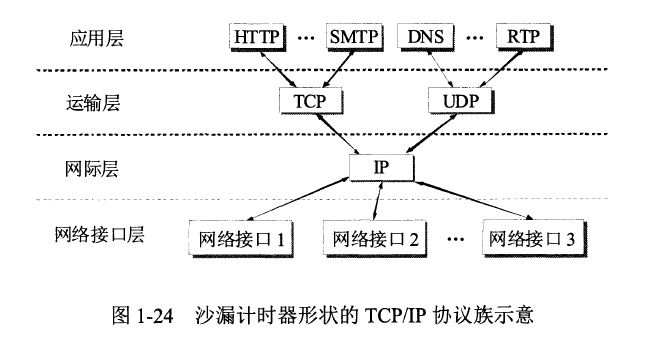 应用层 HTTP … SMTP DNS … RTP
运输层 TCP UDP
网际层 IP
网络接口层 网络接口 1 网络接口 2 … 网络接口 3
图 1-24 沙漏计时器形状的 TCP/IP 协议族示意